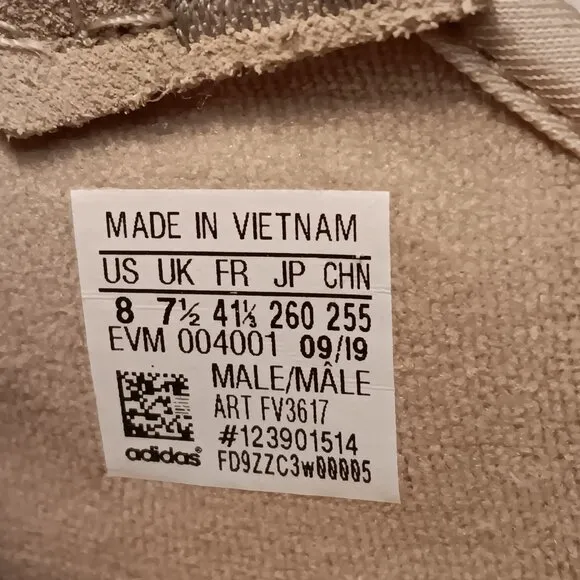 MADE IN VIETNAM
US UK FR JP CHN
8 7½ 41⅓ 260 255
EVM 004001 09/19
MALE/MÂLE
ART FV3617
#123901514
adidas FD9ZZC3w00005